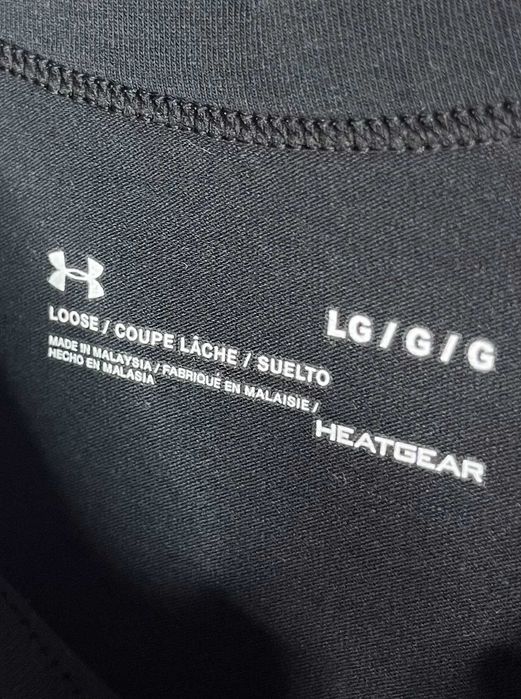 LOOSE / COUPE LÂCHE / SUELTO
LG / G / G
MADE IN MALAYSIA / FABRIQUÉ EN MALAISIE /
HECHO EN MALASIA
HEATGEAR